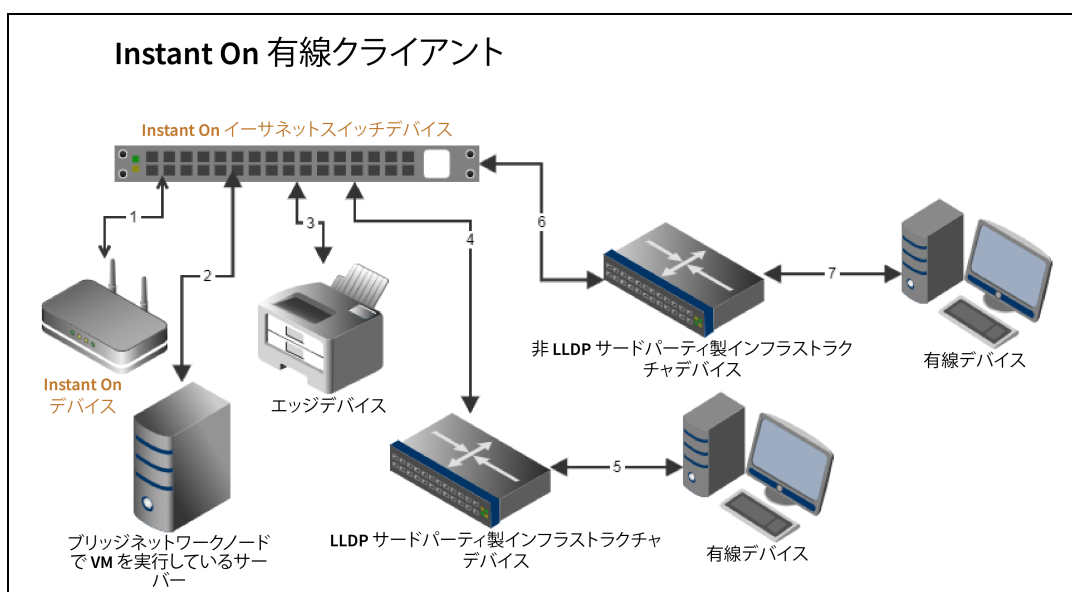 Instant On 有線クライアント
Instant On イーサネットスイッチデバイス
1
2
3
4
6
7
非 LLDP サードパーティ製インフラストラク
チャデバイス
有線デバイス
Instant On
デバイス
エッジデバイス
5
ブリッジネットワークノード
で VM を実行しているサー
バー
LLDP サードパーティ製インフラストラクチャ
デバイス
有線デバイス